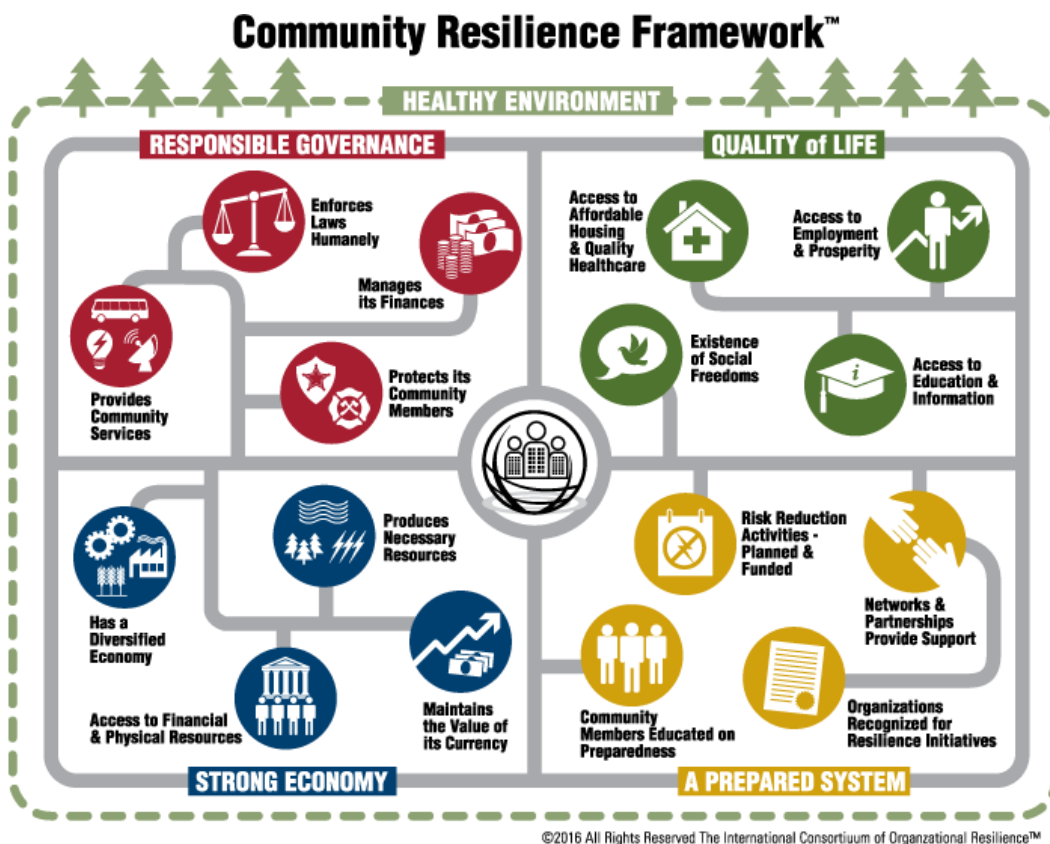 Community Resilience Framework™
HEALTHY ENVIRONMENT
RESPONSIBLE GOVERNANCE
Enforces
Laws
Humanely
Manages
its Finances
Provides
Community
Services
Protects its
Community
Members
QUALITY of LIFE
Access to
Affordable
Housing
& Quality
Healthcare
Access to
Employment
& Prosperity
Existence
of Social
Freedoms
i
Access to
Education &
Information
Has a
Diversified
Economy
Produces
Necessary
Resources
Access to Financial
& Physical Resources
Maintains
the Value of
its Currency
STRONG ECONOMY
Risk Reduction
Activities -
Planned &
Funded
Networks &
Partnerships
Provide Support
Community
Members Educated on
Preparedness
Organizations
Recognized for
Resilience Initiatives
A PREPARED SYSTEM
©2016 All Rights Reserved The International Consortiuum of Organzational Resilience™